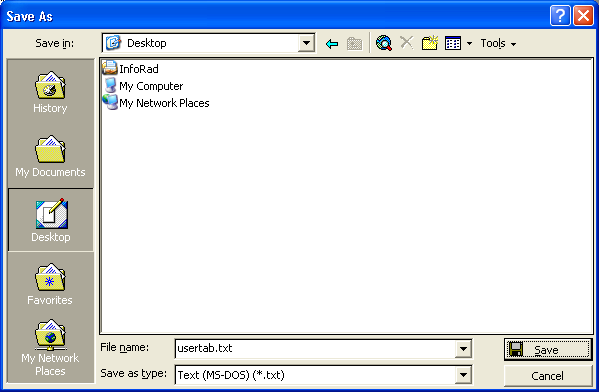 Save As
Save in: Desktop Tools
InfoRad
My Computer
My Network Places
History
My Documents
Desktop
Favorites
My Network
Places
File name: usertab.txt Save
Save as type: Text (MS-DOS) (*.txt) Cancel